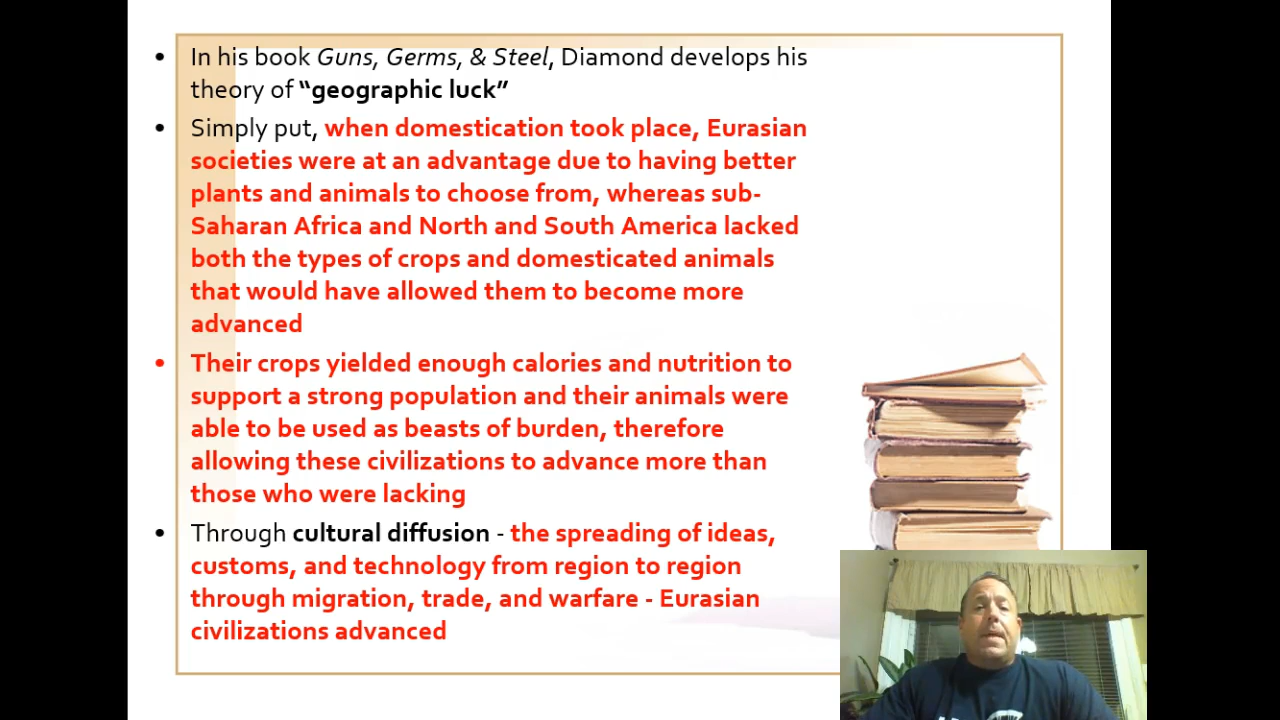 • In his book Guns, Germs, & Steel, Diamond develops his
theory of “geographic luck”
• Simply put, when domestication took place, Eurasian
societies were at an advantage due to having better
plants and animals to choose from, whereas sub-
Saharan Africa and North and South America lacked
both the types of crops and domesticated animals
that would have allowed them to become more
advanced
• Their crops yielded enough calories and nutrition to
support a strong population and their animals were
able to be used as beasts of burden, therefore
allowing these civilizations to advance more than
those who were lacking
• Through cultural diffusion - the spreading of ideas,
customs, and technology from region to region
through migration, trade, and warfare - Eurasian
civilizations advanced